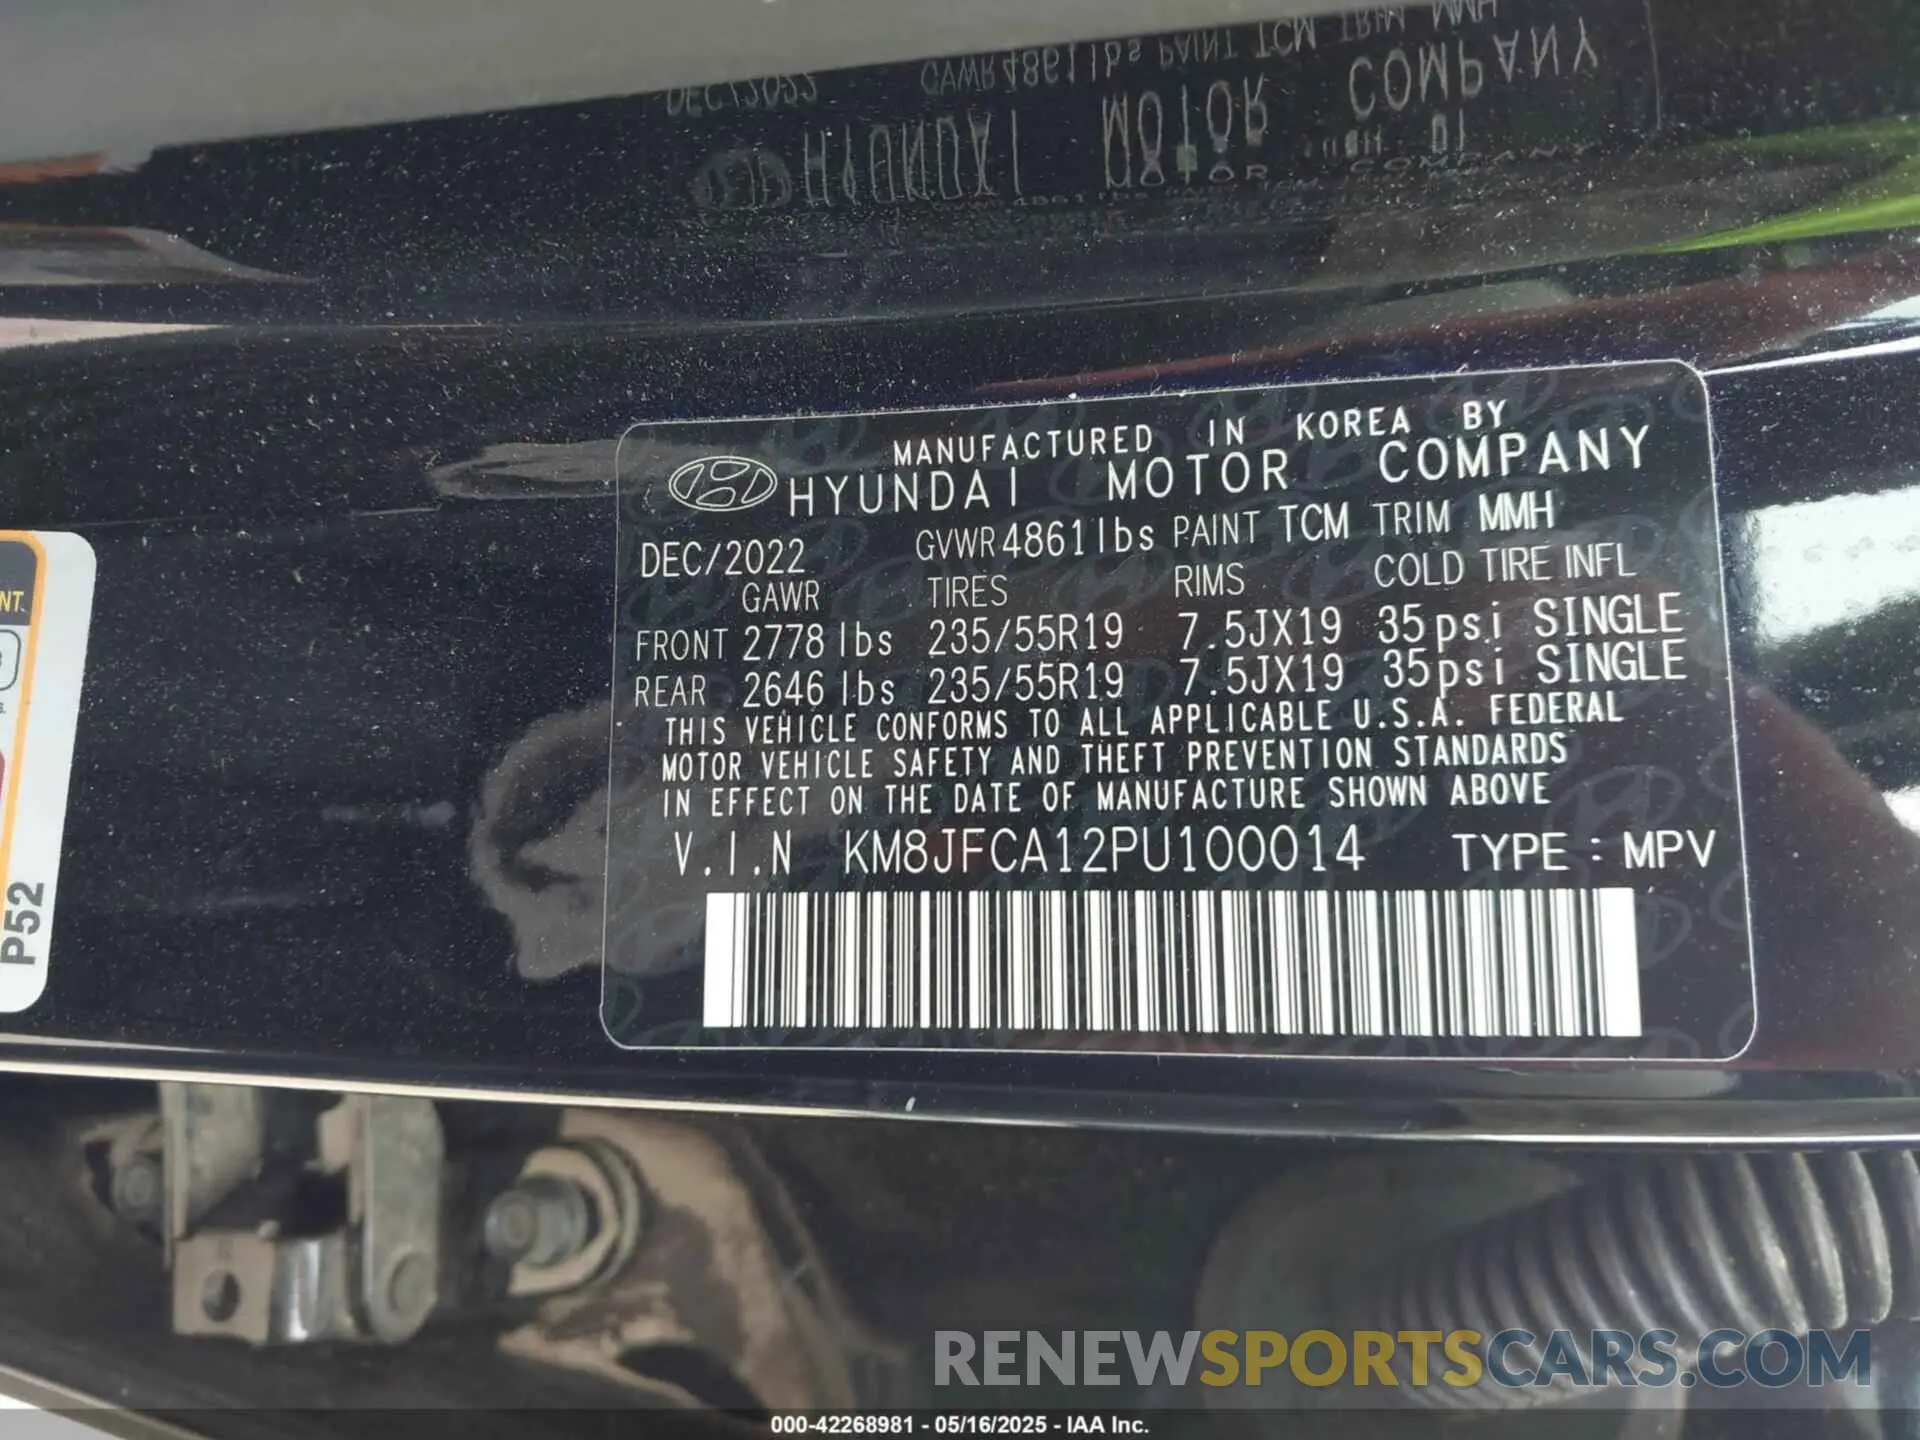 MANUFACTURED IN KOREA BY
HYUNDAI MOTOR COMPANY
DEC/2022 GVWR 4861lbs PAINT TCM TRIM MMH
GAWR TIRES RIMS COLD TIRE INFL
FRONT 2778 lbs 235/55R19 7.5JX19 35psi SINGLE
REAR 2646 lbs 235/55R19 7.5JX19 35psi SINGLE
THIS VEHICLE CONFORMS TO ALL APPLICABLE U.S.A. FEDERAL
MOTOR VEHICLE SAFETY AND THEFT PREVENTION STANDARDS
IN EFFECT ON THE DATE OF MANUFACTURE SHOWN ABOVE
V.I.N KM8JFCA12PU100014 TYPE : MPV
P52
RENEWSPORTSCARS.COM
000-42268981 - 05/16/2025 - IAA Inc.